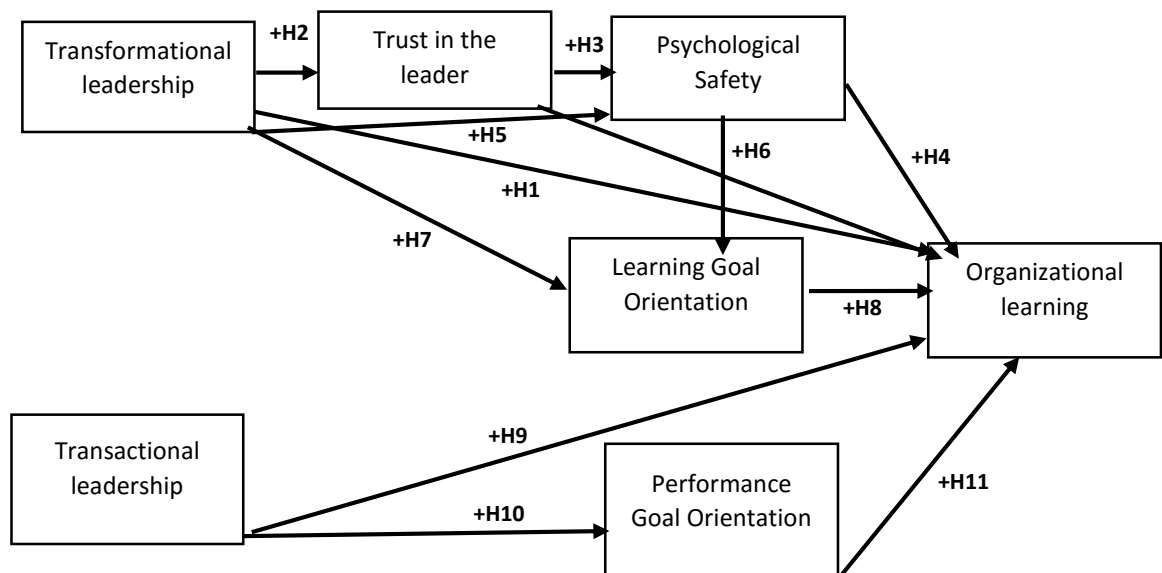 Transformational
leadership
+H2
Trust in the
leader
+H3
Psychological
Safety
+H5
+H6
+H4
+H1
+H7
Learning Goal
Orientation
+H8
Organizational
learning
+H9
Transactional
leadership
+H10
Performance
Goal Orientation
+H11